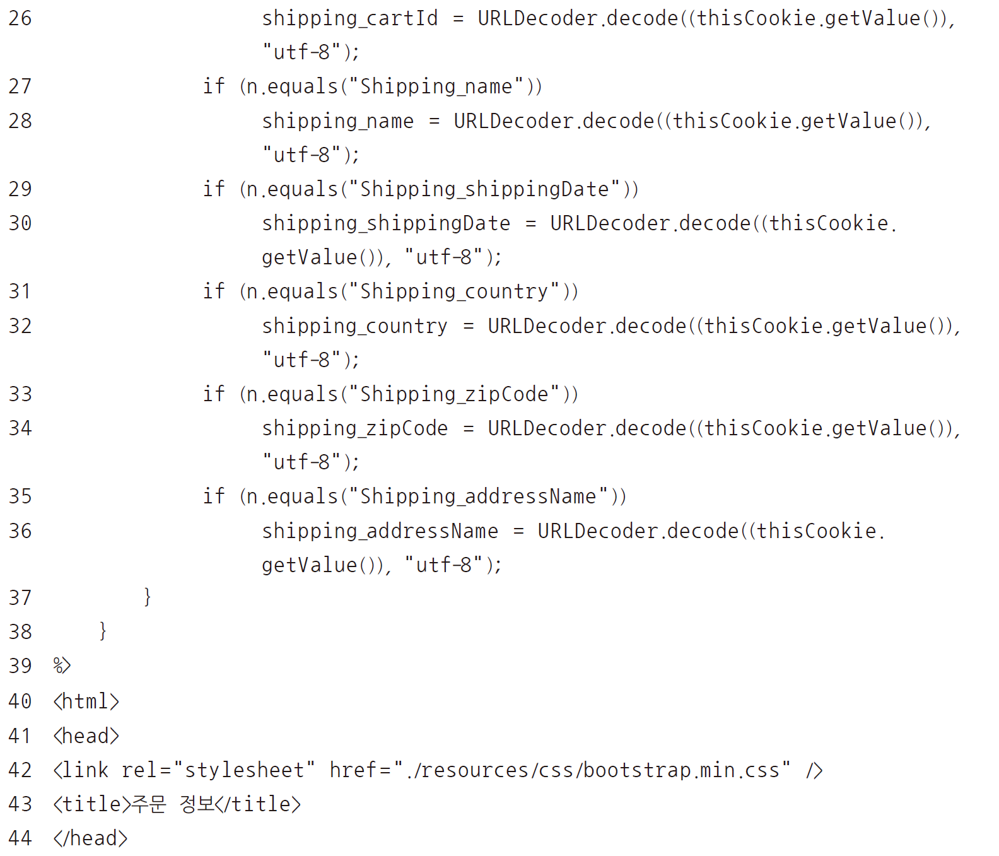 26 shipping_cartId = URLDecoder.decode((thisCookie.getValue()),
"utf-8");
27 if (n.equals("Shipping_name"))
28 shipping_name = URLDecoder.decode((thisCookie.getValue()),
"utf-8");
29 if (n.equals("Shipping_shippingDate"))
30 shipping_shippingDate = URLDecoder.decode((thisCookie.
getValue()), "utf-8");
31 if (n.equals("Shipping_country"))
32 shipping_country = URLDecoder.decode((thisCookie.getValue()),
"utf-8");
33 if (n.equals("Shipping_zipCode"))
34 shipping_zipCode = URLDecoder.decode((thisCookie.getValue()),
"utf-8");
35 if (n.equals("Shipping_addressName"))
36 shipping_addressName = URLDecoder.decode((thisCookie.
getValue()), "utf-8");
37 }
38 }
39 %>
40 <html>
41 <head>
42 <link rel="stylesheet" href="./resources/css/bootstrap.min.css" />
43 <title>주문 정보</title>
44 </head>